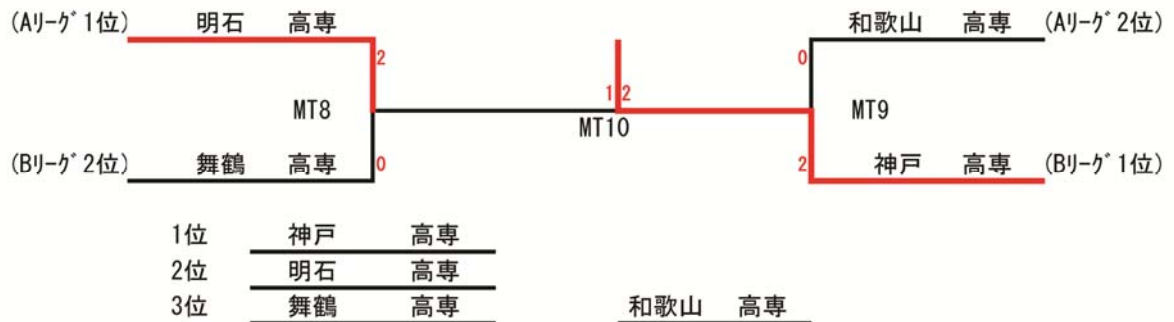 (Aﾘｰｸﾞ1位) 明石 高専 和歌山 高専 (Aﾘｰｸﾞ2位)
2 0
MT8 1 2 MT9
MT10
(Bﾘｰｸﾞ2位) 舞鶴 高専 0 2 神戸 高専 (Bﾘｰｸﾞ1位)
1位 神戸 高専
2位 明石 高専
3位 舞鶴 高専 和歌山 高専